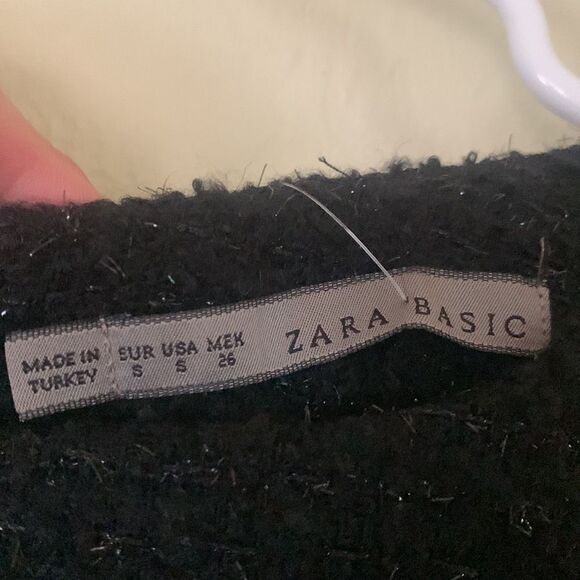 MADE IN
TURKEY
EUR USA MEX
S S 26
ZARA BASIC